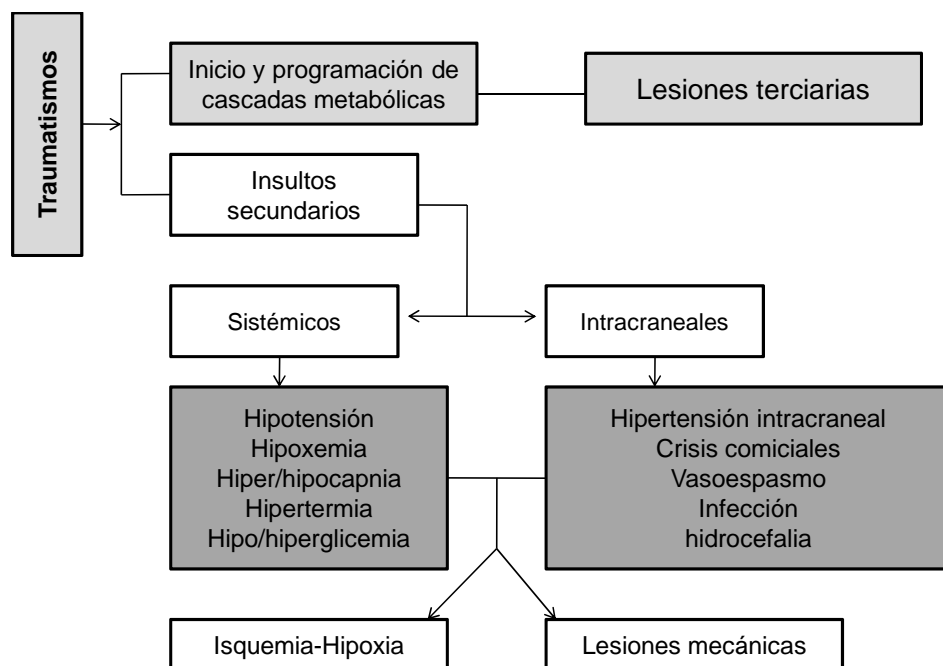 Traumatismos
Inicio y programación de
cascadas metabólicas
Lesiones terciarias
Insultos
secundarios
Sistémicos
Intracraneales
Hipotensión
Hipoxemia
Hiper/hipocapnia
Hipertermia
Hipo/hiperglicemia
Hipertensión intracraneal
Crisis comiciales
Vasoespasmo
Infección
hidrocefalia
Isquemia-Hipoxia
Lesiones mecánicas